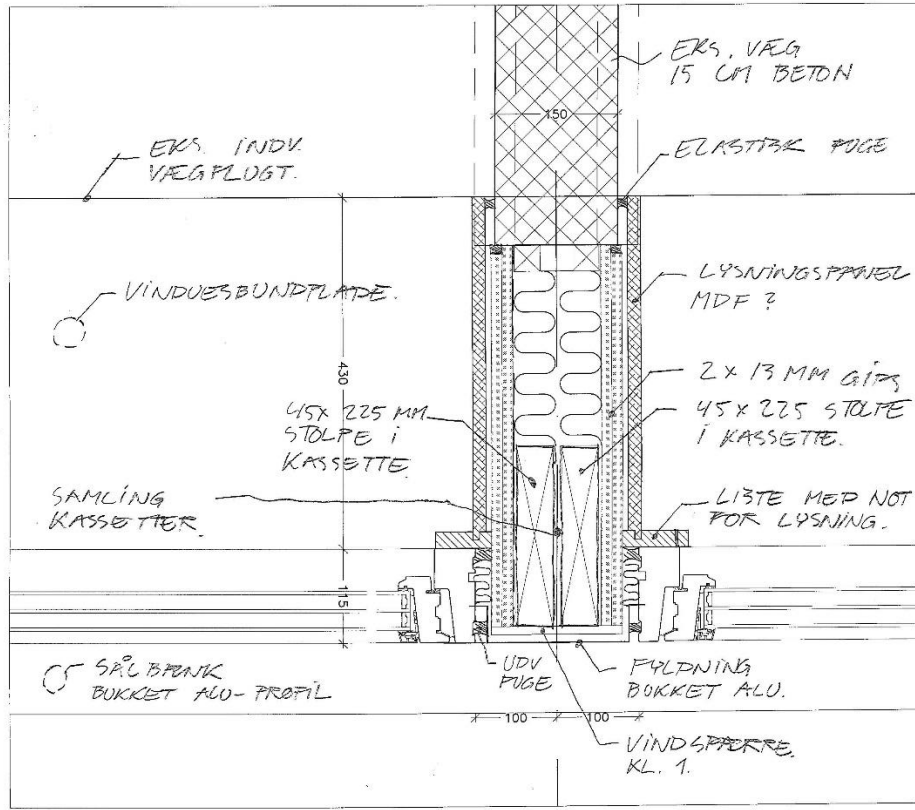 EKS. VÆG
15 CM BETON
150
EKS. INDV.
VÆGFLUGT.
ELASTISK FUGE
VINDUESBUNDPLADE.
LYSNINGSPANEL
MDF ?
430
2 x 13 MM GIPS
45x 225 MM
STOLPE I
KASSETTE
45 x 225 STOLPE
I KASSETTE.
SAMLING
KASSETTER.
LISTE MED NOT
FOR LYSNING.
115
SÅLBÆNK
BUKKET ALU-PROFIL
UDV
FUGE
FYLDNING
BUKKET ALU.
100
100
VINDSPÆRRE.
KL. 1.